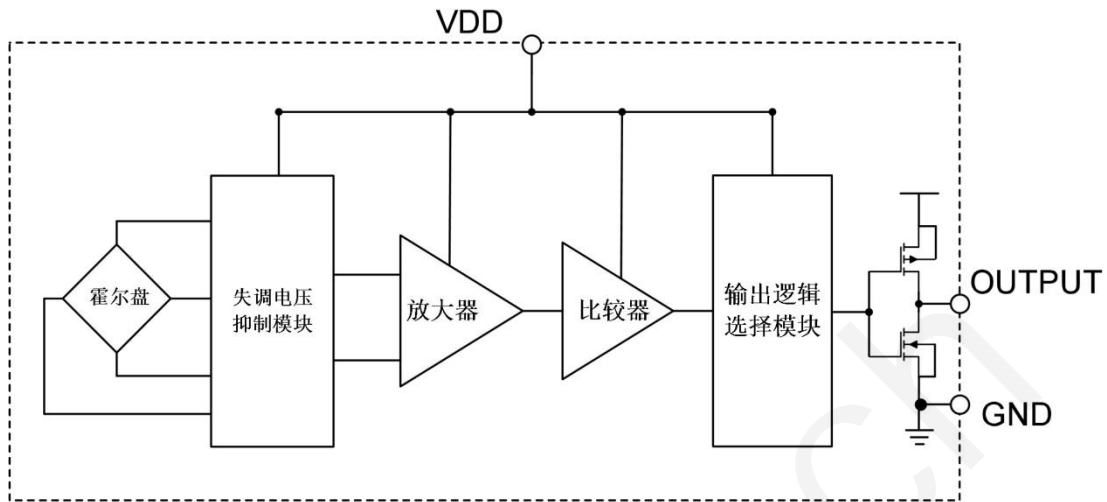 VDD
霍尔盘
失调电压
抑制模块
放大器
比较器
输出逻辑
选择模块
OUTPUT
GND